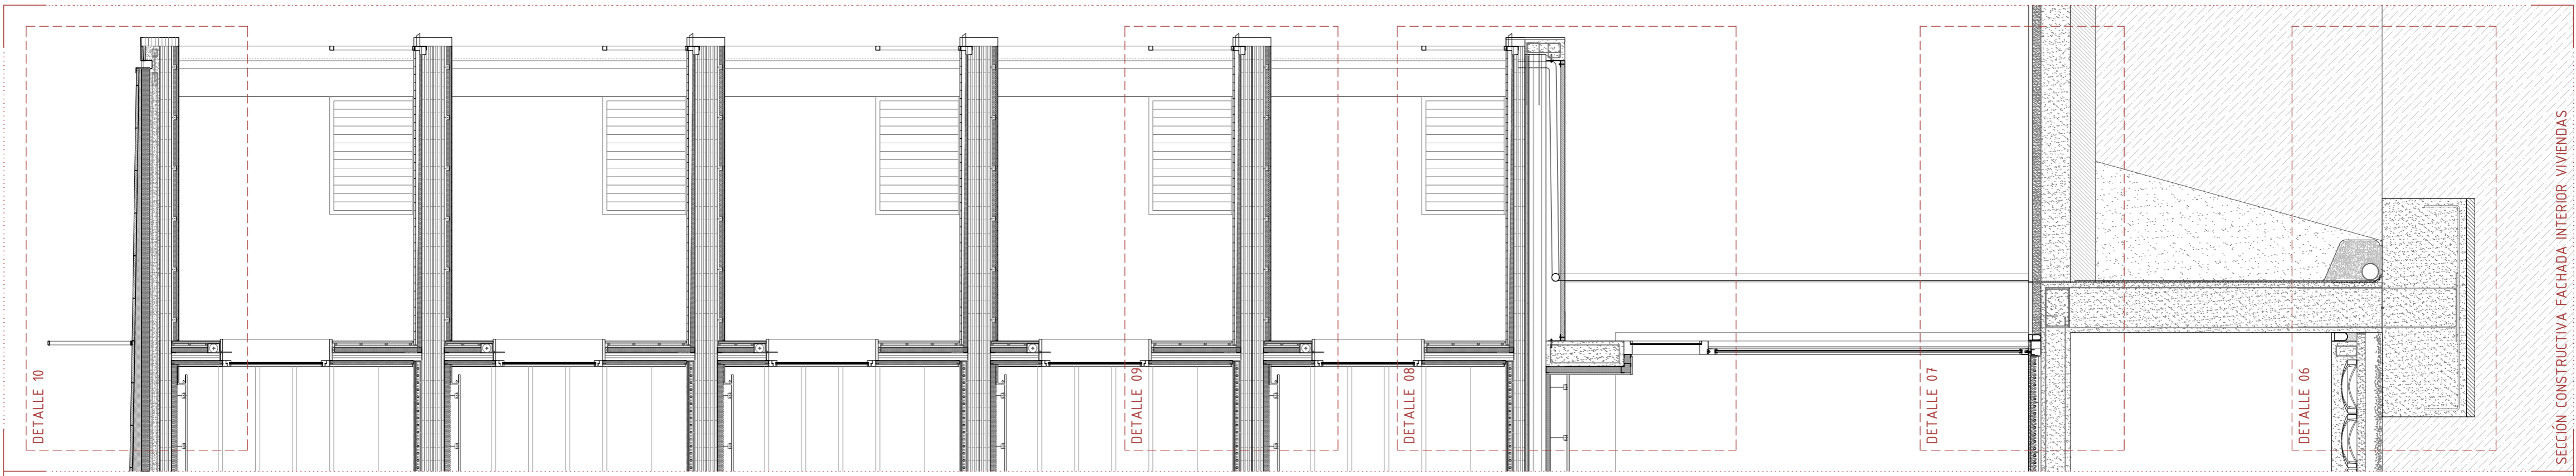 DETALLE 10
DETALLE 09
DETALLE 08
DETALLE 07
DETALLE 06
SECCIÓN CONSTRUCTIVA FACHADA INTERIOR VIVIENDAS